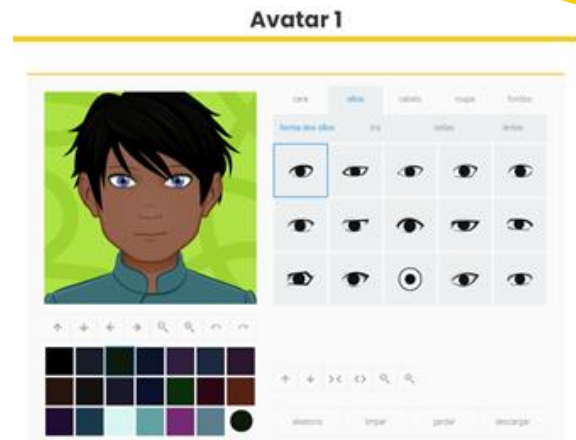 Avatar 1
cara ollos cabelo roupa fondos
forma dos ollos iris cellas lentes
aleatorio limpar gardar descargar